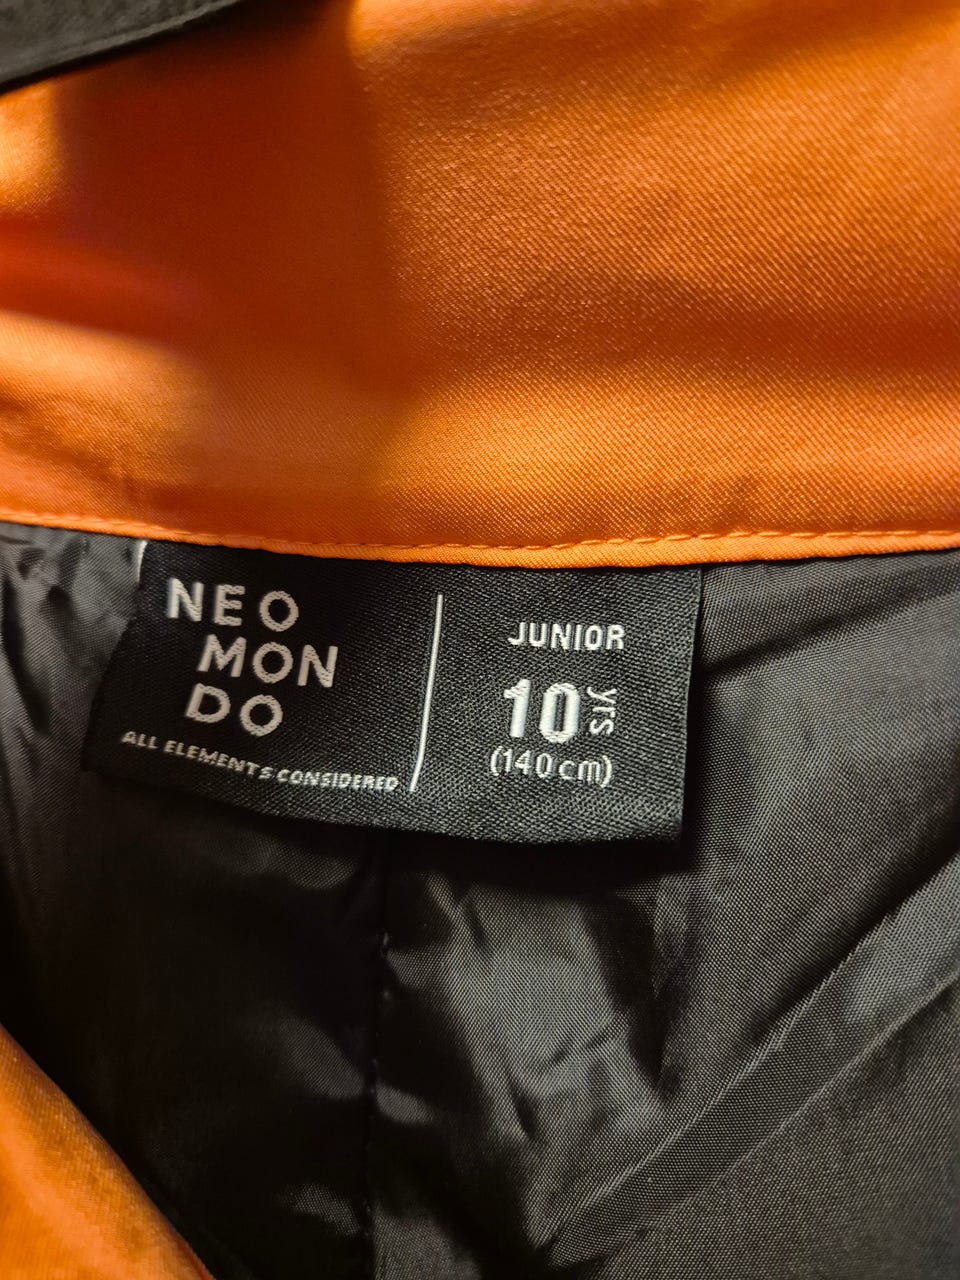 NEO
MON
DO
ALL ELEMENTS CONSIDERED
JUNIOR
10 yrs
(140 cm)